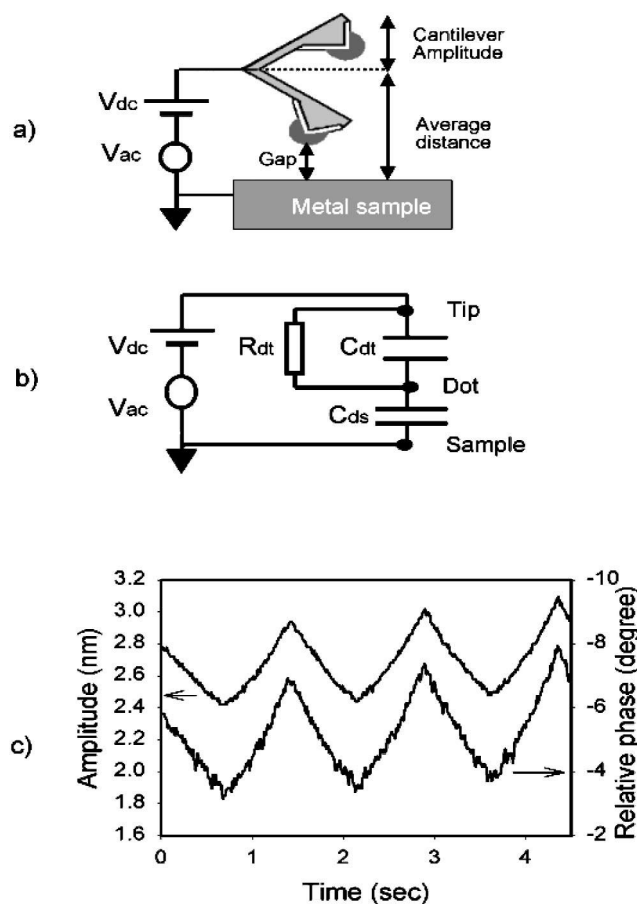 a)
Cantilever
Amplitude
Vdc
Vac
Average
distance
Gap
Metal sample
b)
Vdc
Vac
Rdt
Cdt
Cds
Tip
Dot
Sample
c)
Amplitude (nm)
3.2
3.0
2.8
2.6
2.4
2.2
2.0
1.8
1.6
-10
-8
-6
-4
-2
Relative phase (degree)
0 1 2 3 4
Time (sec)